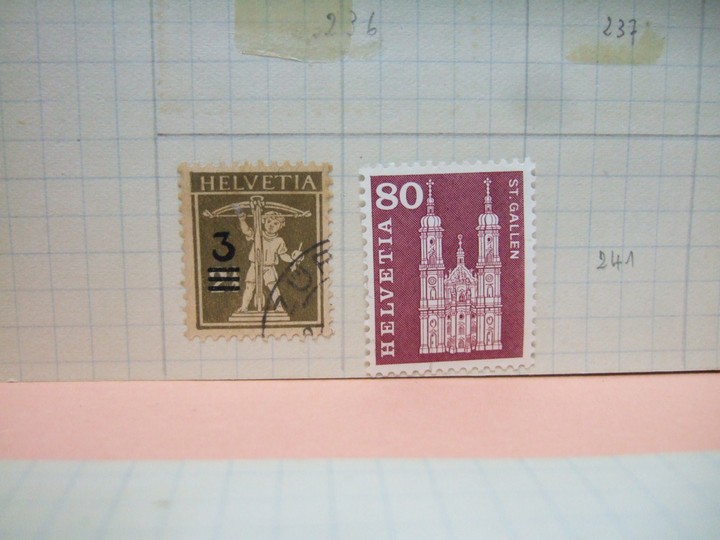 236
237
HELVETIA
3
80
HELVETIA
ST. GALLEN
241